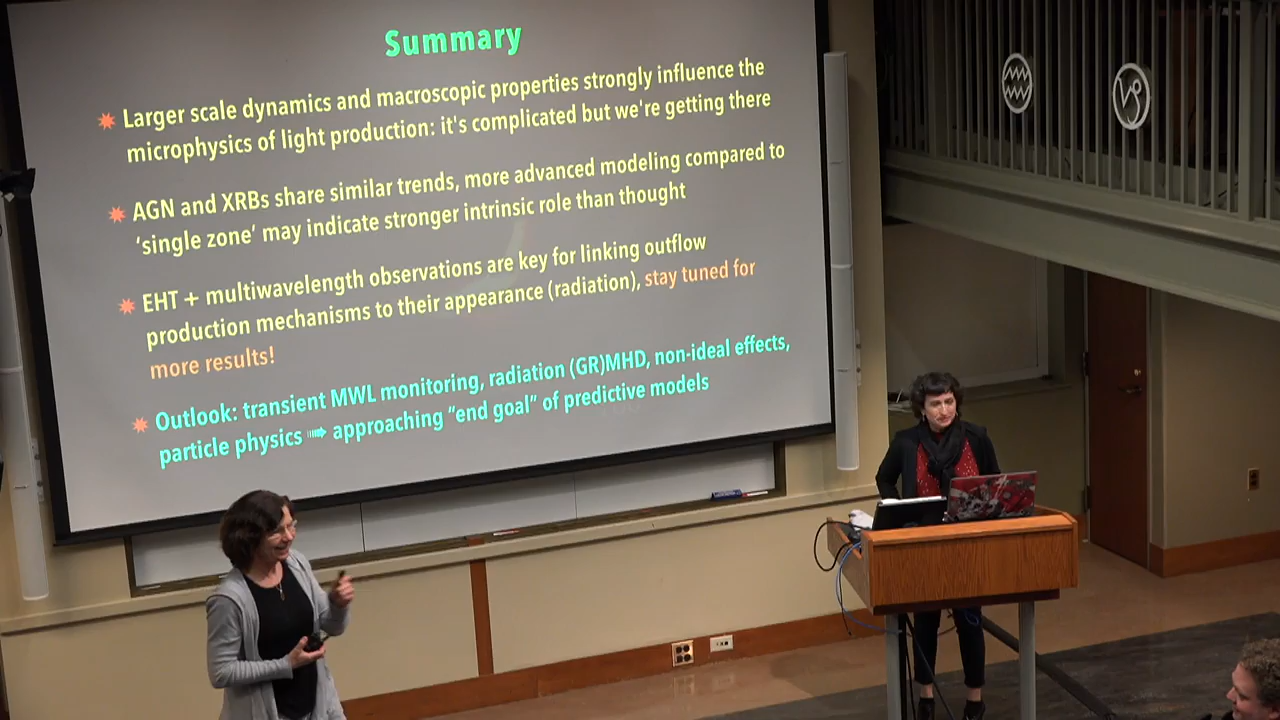 Summary
Larger scale dynamics and macroscopic properties strongly influence the
microphysics of light production: it's complicated but we're getting there
AGN and XRBs share similar trends, more advanced modeling compared to
‘single zone’ may indicate stronger intrinsic role than thought
EHT + multiwavelength observations are key for linking outflow
production mechanisms to their appearance (radiation), stay tuned for
more results!
Outlook: transient MWL monitoring, radiation (GR)MHD, non-ideal effects,
particle physics ➠ approaching “end goal” of predictive models